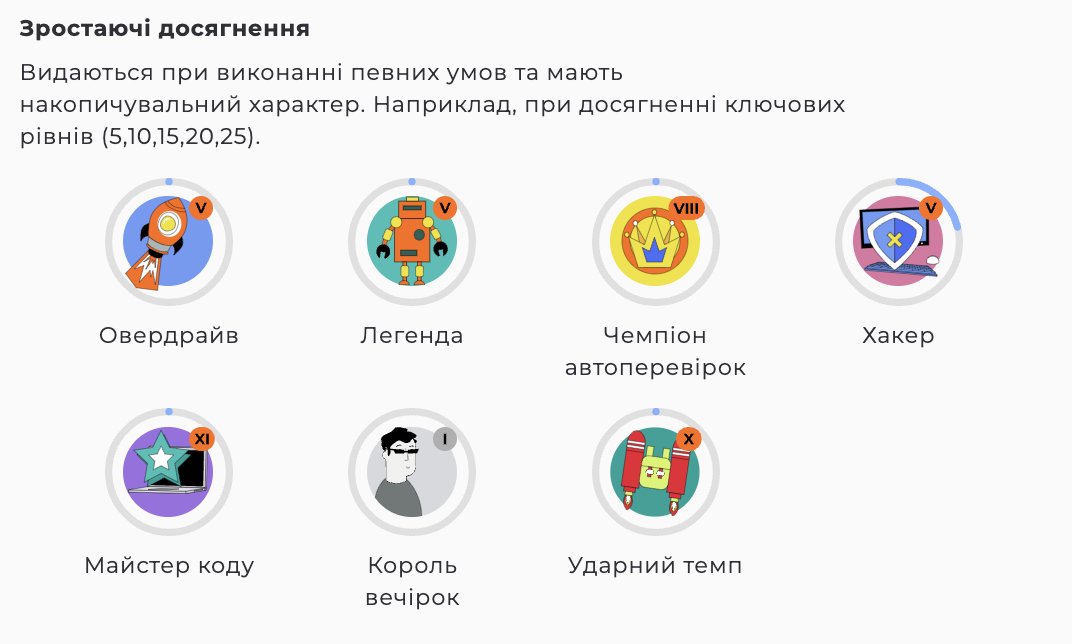 Зростаючі досягнення
Видаються при виконанні певних умов та мають
накопичувальний характер. Наприклад, при досягненні ключових
рівнів (5,10,15,20,25).
V
V
VIII
V
Овердрайв
Легенда
Чемпіон
автоперевірок
Хакер
XI
I
X
Майстер коду
Король
вечірок
Ударний темп